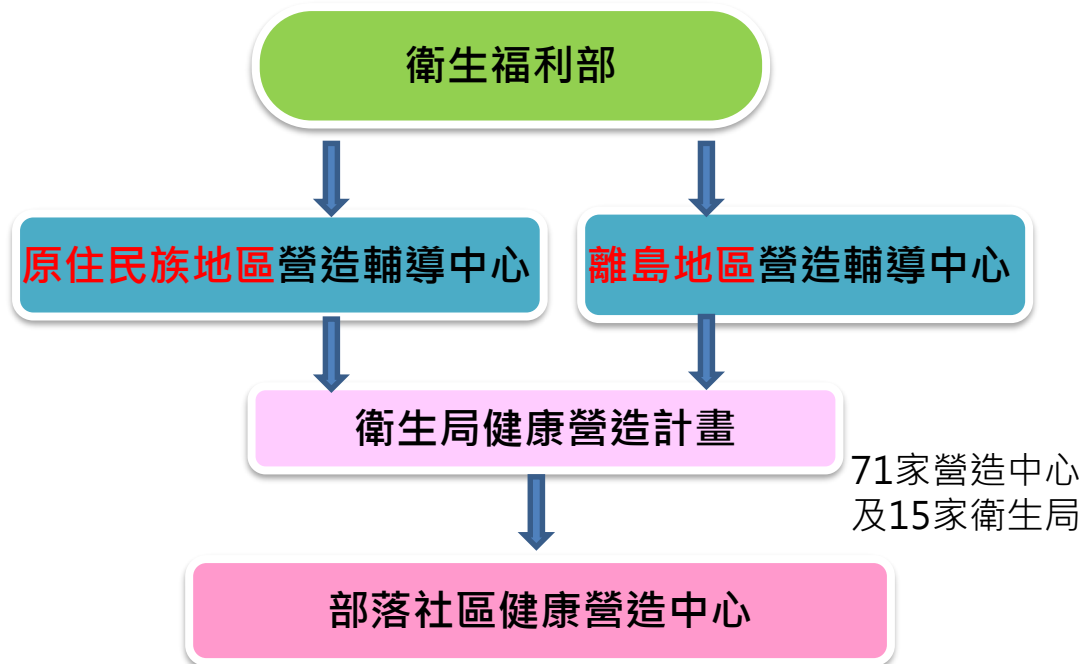 衛生福利部
原住民族地區營造輔導中心
離島地區營造輔導中心
衛生局健康營造計畫
71家營造中心
及15家衛生局
部落社區健康營造中心